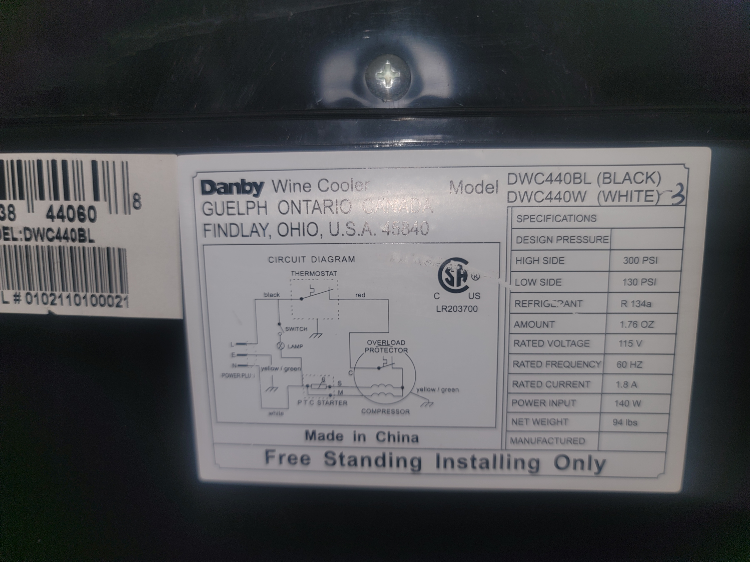 44060 8
DWC440BL
# 0102110100021
Danby Wine Cooler
GUELPH ONTARIO CANADA
FINDLAY, OHIO, U.S.A. 45840
Model DWC440BL (BLACK)
DWC440W (WHITE) -3
CIRCUIT DIAGRAM
THERMOSTAT
black red
SWITCH
LAMP
L
E
N
yellow / green
white
OVERLOAD
PROTECTOR
C
S
M
PTC STARTER
COMPRESSOR
yellow / green
SA ®
C US
LR203700
SPECIFICATIONS
DESIGN PRESSURE
HIGH SIDE 300 PSI
LOW SIDE 130 PSI
REFRIGERANT R 134a
AMOUNT 1.76 OZ
RATED VOLTAGE 115 V
RATED FREQUENCY 60 HZ
RATED CURRENT 1.8 A
POWER INPUT 140 W
NET WEIGHT 94 lbs
MANUFACTURED
Made in China
Free Standing Installing Only